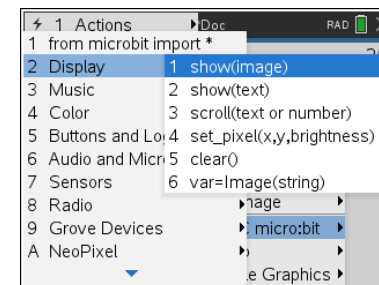 1 Actions
Doc
RAD
1 from microbit import *
2 Display
3 Music
4 Color
5 Buttons and Lo
6 Audio and Micr
7 Sensors
8 Radio
9 Grove Devices
A NeoPixel
1 show(image)
2 show(text)
3 scroll(text or number)
4 set_pixel(x,y,brightness)
5 clear()
6 var=Image(string)
nage
micro:bit
e Graphics